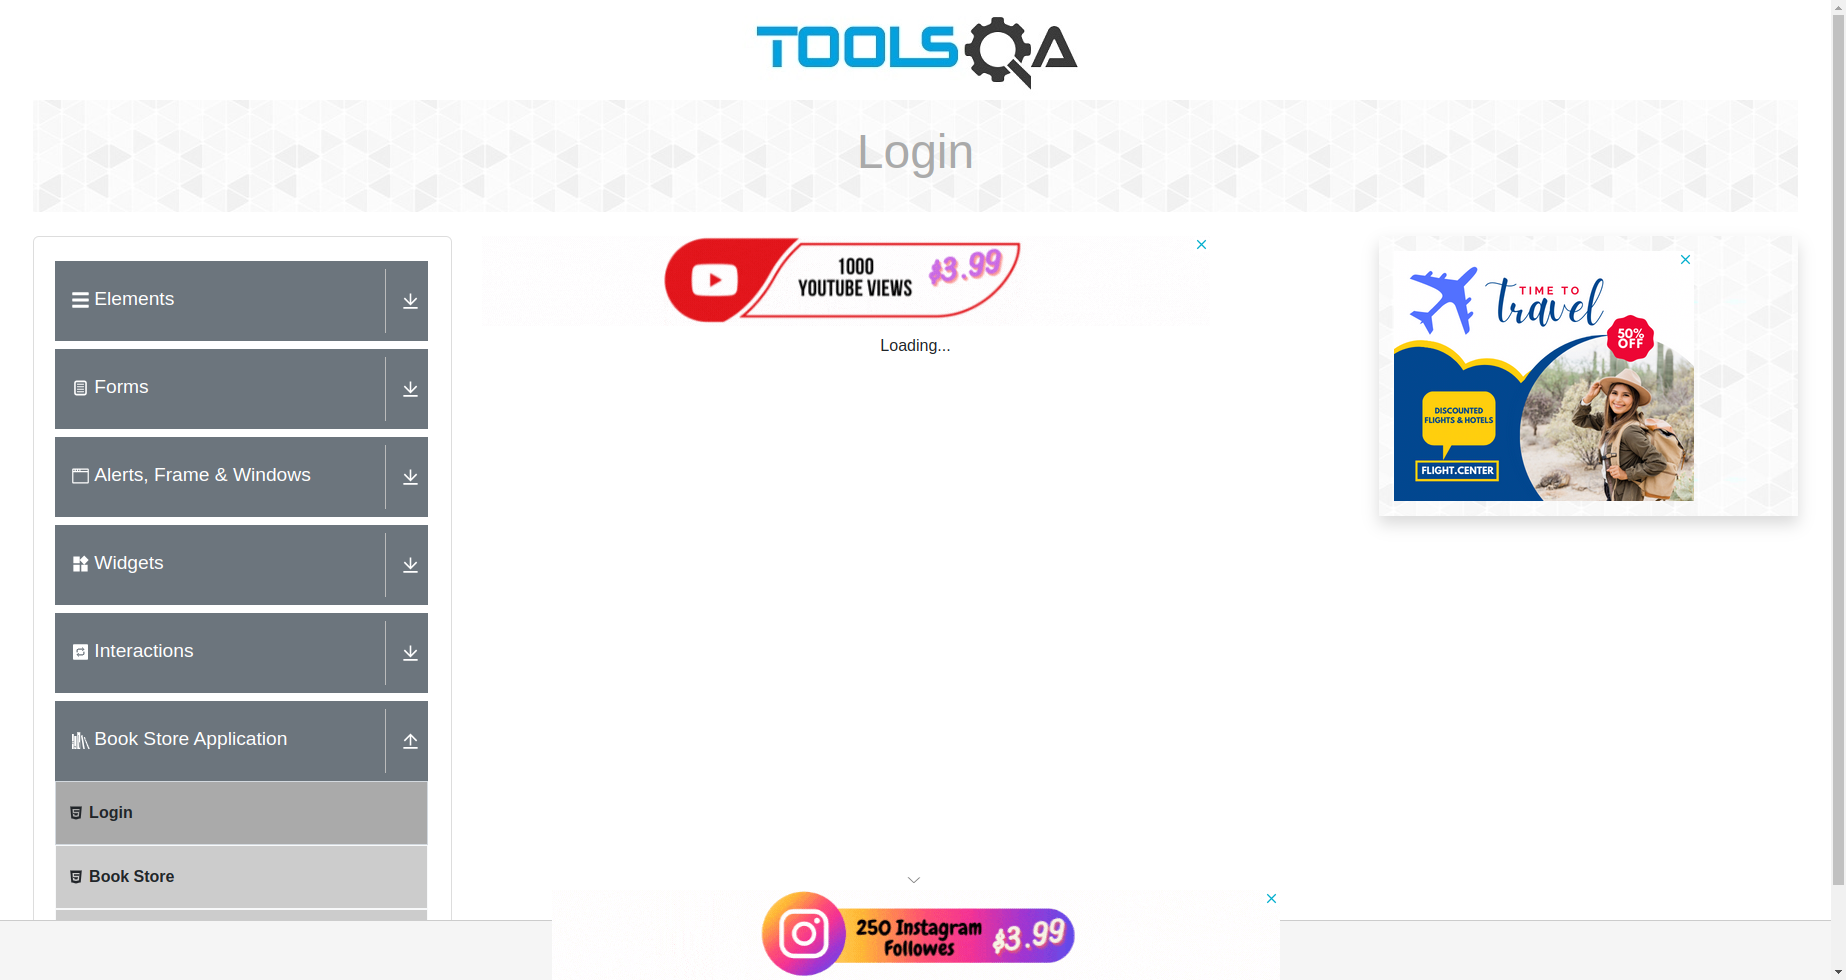 TOOLSQA
Login
Elements
Forms
Alerts, Frame & Windows
Widgets
Interactions
Book Store Application
Login
Book Store
1000
YOUTUBE VIEWS
$3.99
Loading...
TIME TO
travel
50%
OFF
DISCOUNTED
FLIGHTS & HOTELS
FLIGHT.CENTER
250 Instagram
Followes
$3.99